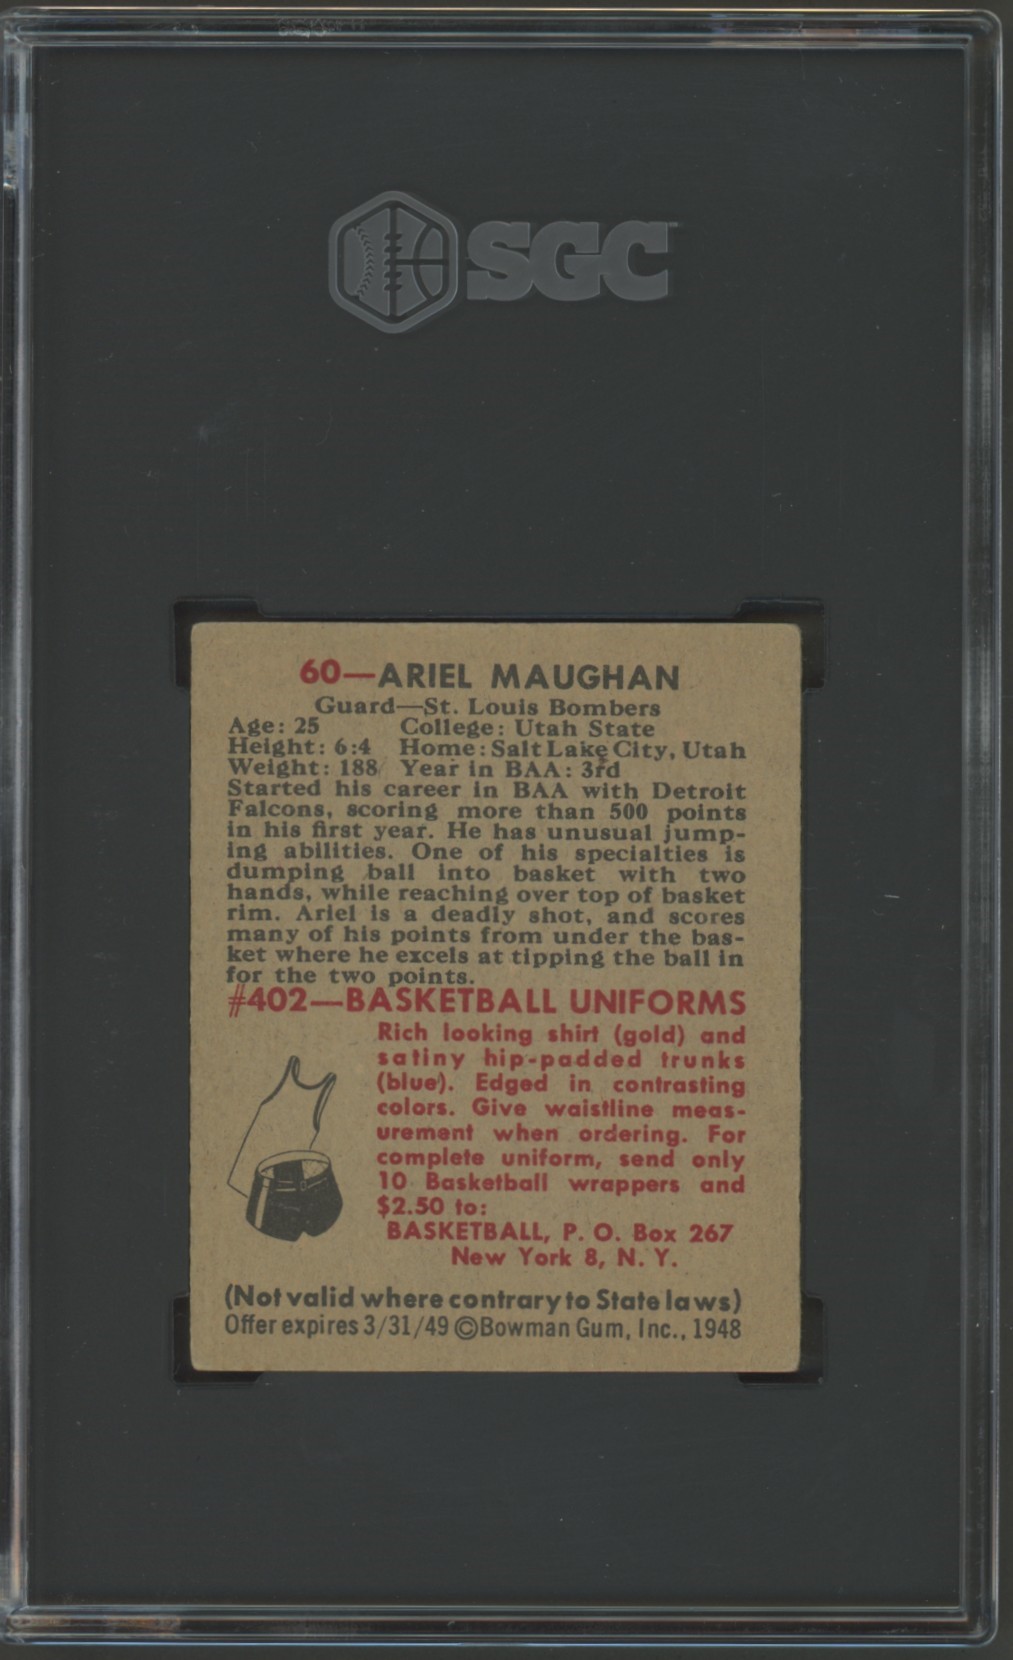 SGC
60—ARIEL MAUGHAN
Guard—St. Louis Bombers
Age: 25 College: Utah State
Height: 6:4 Home: Salt Lake City, Utah
Weight: 188 Year in BAA: 3rd
Started his career in BAA with Detroit
Falcons, scoring more than 500 points
in his first year. He has unusual jump-
ing abilities. One of his specialties is
dumping ball into basket with two
hands, while reaching over top of basket
rim. Ariel is a deadly shot, and scores
many of his points from under the bas-
ket where he excels at tipping the ball in
for the two points.
#402—BASKETBALL UNIFORMS
Rich looking shirt (gold) and
satiny hip-padded trunks
(blue). Edged in contrasting
colors. Give waistline meas-
urement when ordering. For
complete uniform, send only
10 Basketball wrappers and
$2.50 to:
BASKETBALL, P. O. Box 267
New York 8, N. Y.
(Not valid where contrary to State laws)
Offer expires 3/31/49 ©Bowman Gum, Inc., 1948